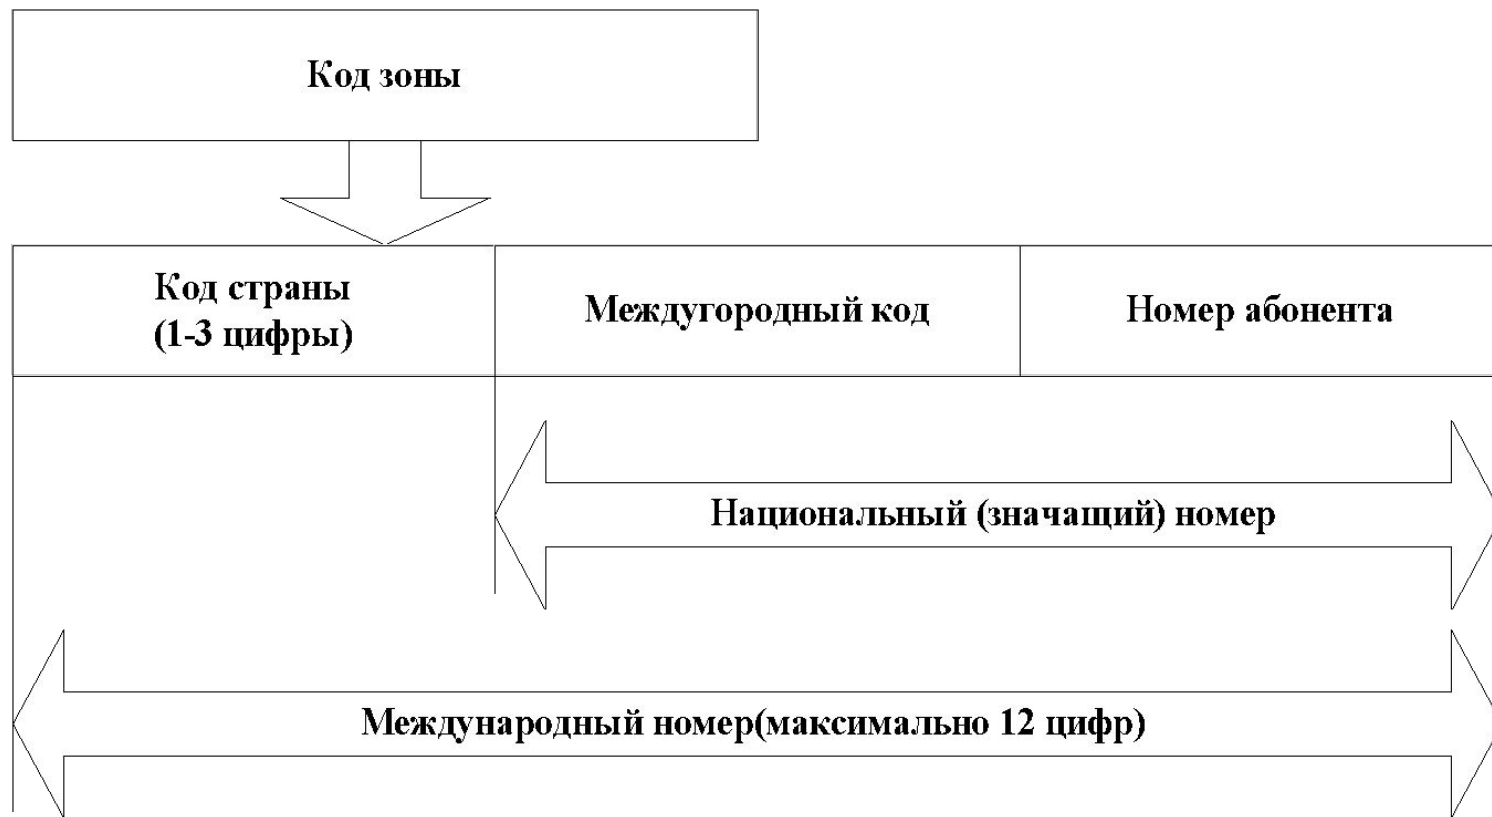 Код зоны
Код страны
(1-3 цифры)
Междугородный код
Номер абонента
Национальный (значащий) номер
Международный номер(максимально 12 цифр)